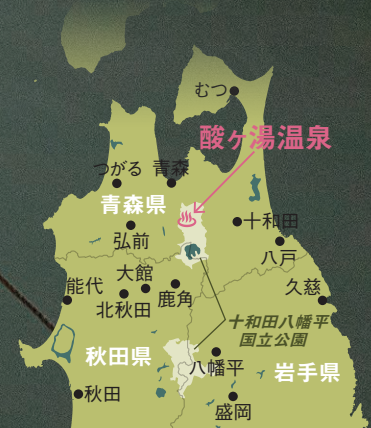 むつ
酸ヶ湯温泉
つがる
青森
青森県
十和田
弘前
八戸
能代
大館
北秋田
鹿角
久慈
十和田八幡平
国立公園
秋田県
八幡平
岩手県
秋田
盛岡